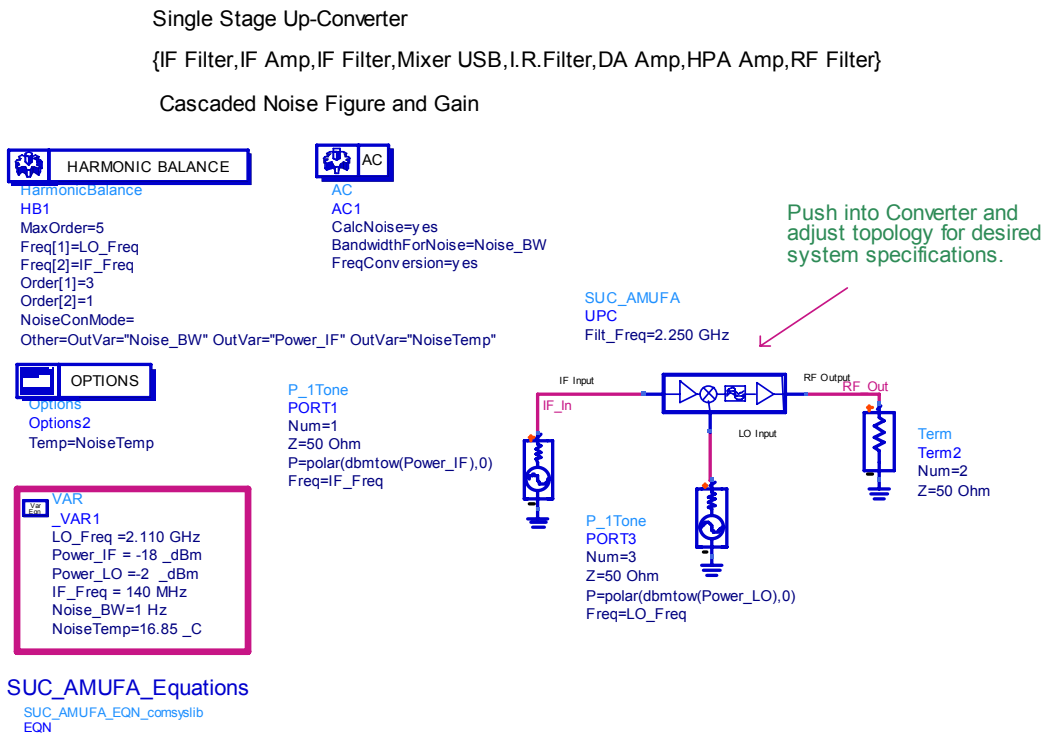 Single Stage Up-Converter
{IF Filter,IF Amp,IF Filter,Mixer USB,I.R.Filter,DA Amp,HPA Amp,RF Filter}
Cascaded Noise Figure and Gain
HARMONIC BALANCE
HarmonicBalance
HB1
MaxOrder=5
Freq[1]=LO_Freq
Freq[2]=IF_Freq
Order[1]=3
Order[2]=1
NoiseConMode=
Other=OutVar="Noise_BW" OutVar="Power_IF" OutVar="NoiseTemp"
AC
AC
AC1
CalcNoise=yes
BandwidthForNoise=Noise_BW
FreqConversion=yes
Push into Converter and
adjust topology for desired
system specifications.
SUC_AMUFA
UPC
Filt_Freq=2.250 GHz
OPTIONS
Options
Options2
Temp=NoiseTemp
P_1Tone
PORT1
Num=1
Z=50 Ohm
P=polar(dbmtow(Power_IF),0)
Freq=IF_Freq
IF Input
IF_In
RF Output
RF_Out
LO Input
Term
Term2
Num=2
Z=50 Ohm
P_1Tone
PORT3
Num=3
Z=50 Ohm
P=polar(dbmtow(Power_LO),0)
Freq=LO_Freq
Var
Eqn
VAR
_VAR1
LO_Freq =2.110 GHz
Power_IF = -18 _dBm
Power_LO =-2 _dBm
IF_Freq = 140 MHz
Noise_BW=1 Hz
NoiseTemp=16.85 _C
SUC_AMUFA_Equations
SUC_AMUFA_EQN_comsyslib
EQN